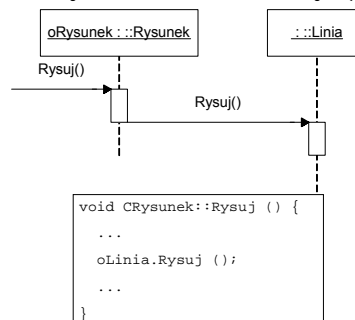 oRysunek : ::Rysunek
: ::Linia
Rysuj()
Rysuj()
void CRysunek::Rysuj () {
...
oLinia.Rysuj ();
...
}